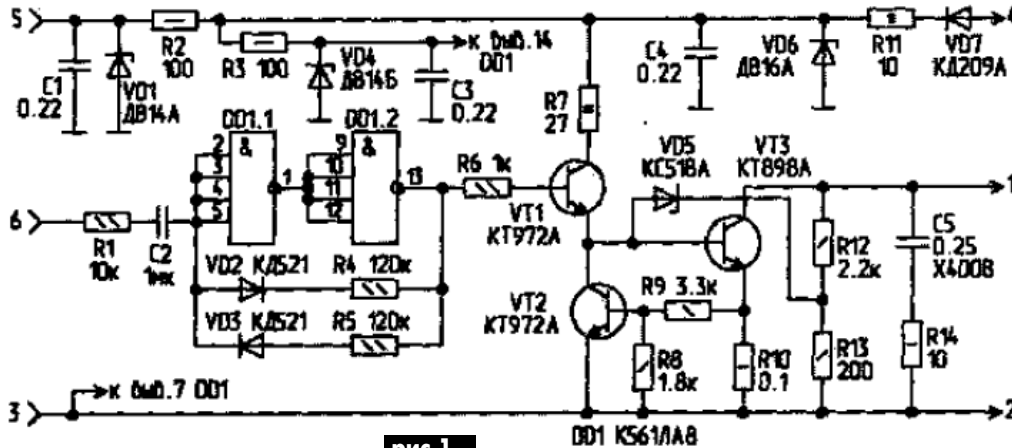 5
R2
100
R3 100
C1
0.22
VD1
Д814А
VD4
Д814Б
C3
0.22
к выв.14
DD1
R7
27
C4
0.22
VD6
Д816А
R11
10
VD7
КД209А
4
DD1.1
DD1.2
&
&
2
3
4
5
1
9
10
11
12
13
R6 1к
VT1
КТ972А
VD5
КС518А
VT3
КТ898А
1
6
R1
10к
C2
1мк
VD2 КД521
R4 120к
VD3 КД521
R5 120к
VT2
КТ972А
R9 3.3к
R8
1.8к
R10
0.1
R12
2.2к
R13
200
C5
0.25
X400В
R14
10
3
к выв.7 DD1
2
рис.1
DD1 К561ЛА8